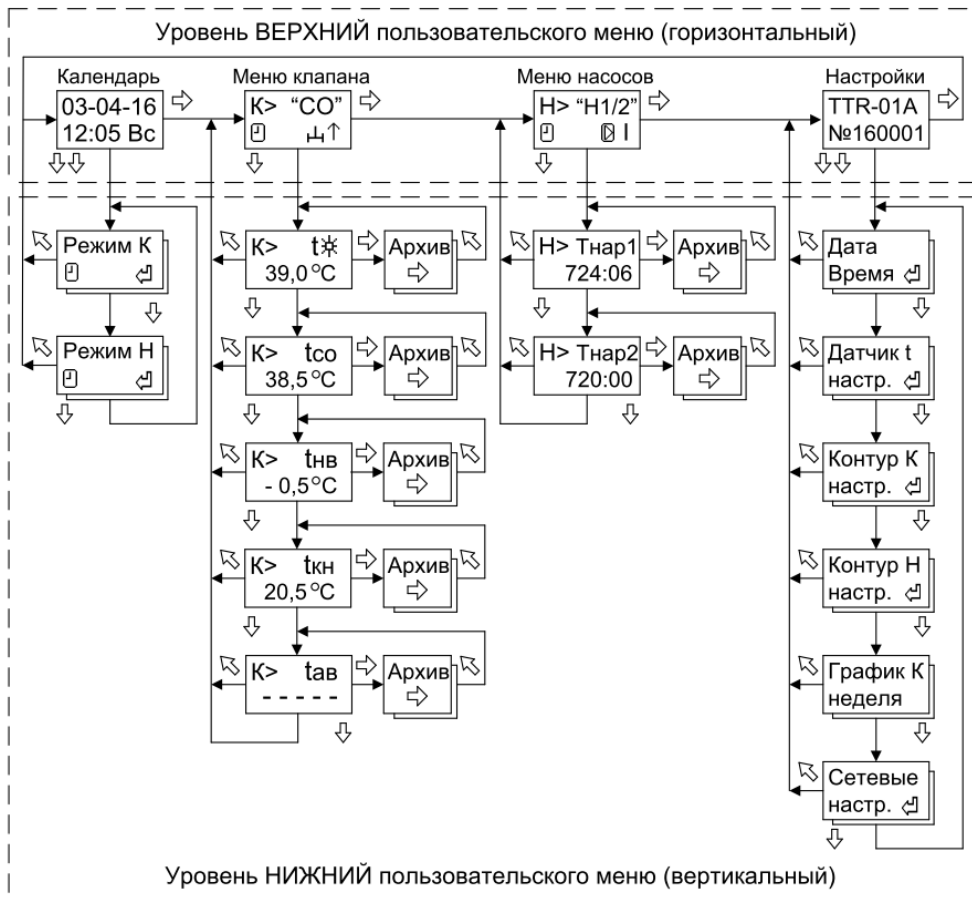 Уровень ВЕРХНИЙ пользовательского меню (горизонтальный)
Календарь
03-04-16
12:05 Вс
Меню клапана
К> “СО”
Меню насосов
Н> “Н1/2”
I
Настройки
TTR-01A
№160001
Режим К
Режим Н
К> t
39,0 °C
Архив
К> tсо
38,5 °C
Архив
К> tнв
- 0,5 °C
Архив
К> tкн
20,5 °C
Архив
К> tав
- - - - -
Архив
Н> Тнар1
724:06
Архив
Н> Тнар2
720:00
Архив
Дата
Время
Датчик t
настр.
Контур К
настр.
Контур Н
настр.
График К
неделя
Сетевые
настр.
Уровень НИЖНИЙ пользовательского меню (вертикальный)